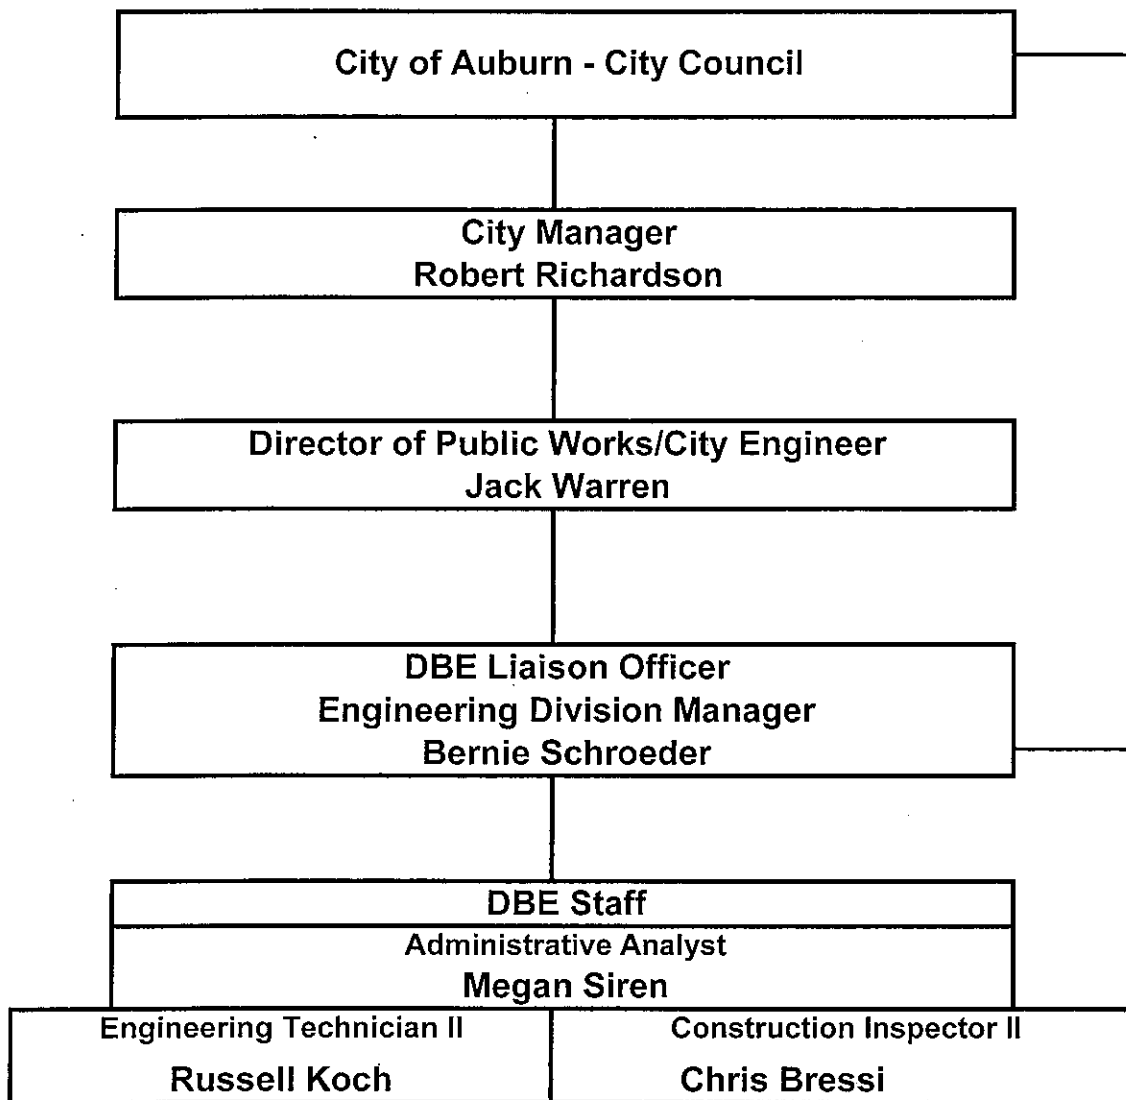 City of Auburn - City Council
City Manager
Robert Richardson
Director of Public Works/City Engineer
Jack Warren
DBE Liaison Officer
Engineering Division Manager
Bernie Schroeder
DBE Staff
Administrative Analyst
Megan Siren
Engineering Technician II
Construction Inspector II
Russell Koch
Chris Bressi